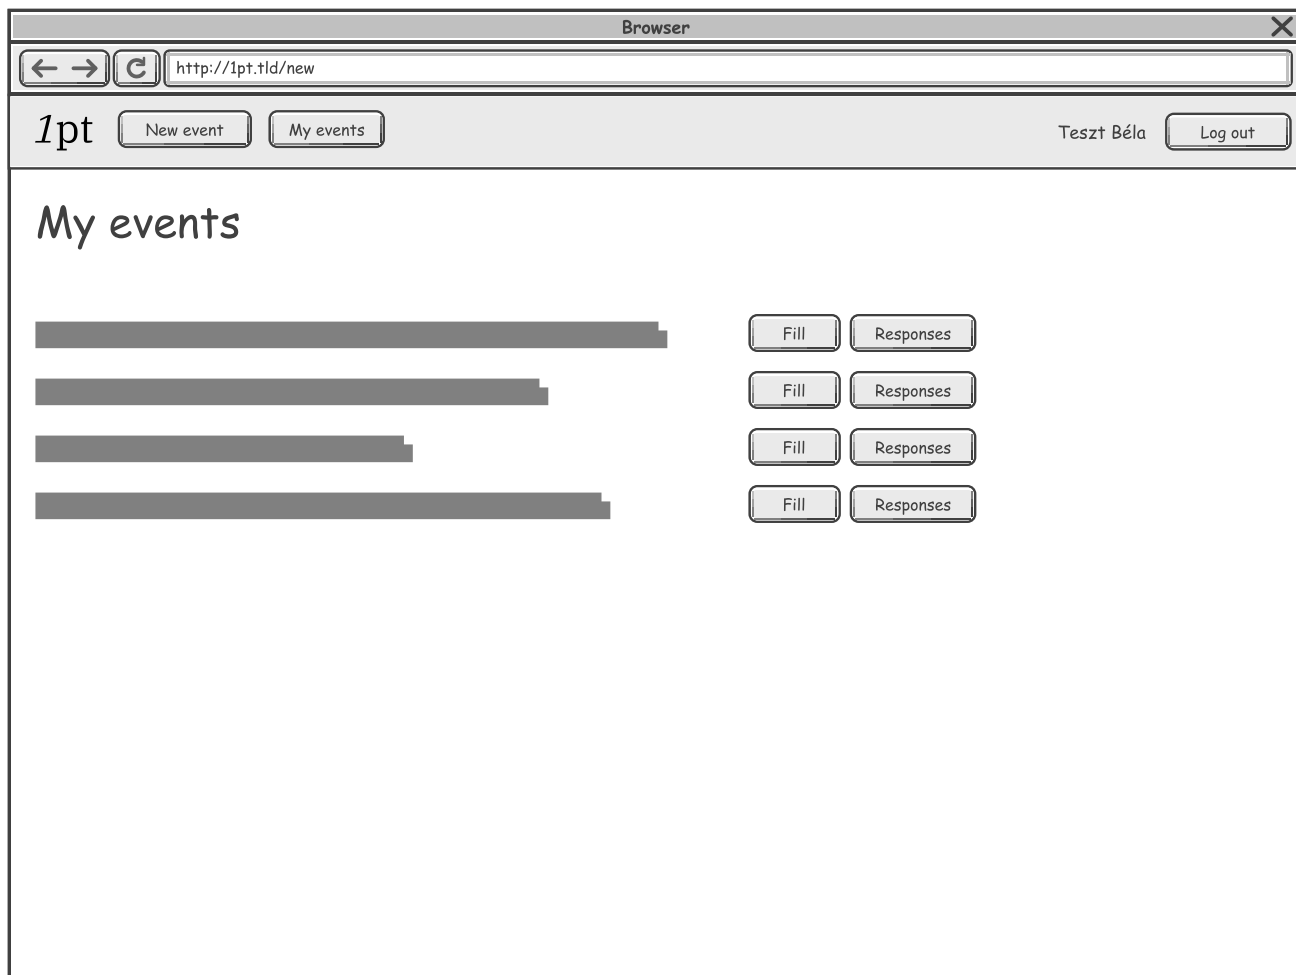 Browser
http://1pt.tld/new
1pt New event My events Teszt Béla Log out
My events
Fill Responses
Fill Responses
Fill Responses
Fill Responses